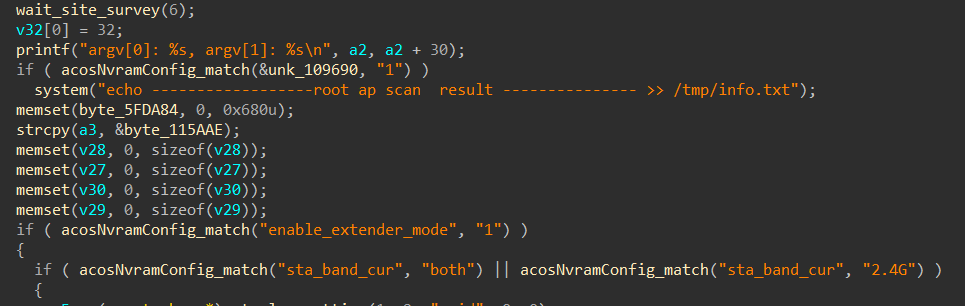 wait_site_survey(6);
v32[0] = 32;
printf("argv[0]: %s, argv[1]: %s\n", a2, a2 + 30);
if ( acosNvramConfig_match(&unk_109690, "1") )
system("echo ------------------root ap scan  result --------------- >> /tmp/info.txt");
memset(byte_5FDA84, 0, 0x680u);
strcpy(a3, &byte_115AAE);
memset(v28, 0, sizeof(v28));
memset(v27, 0, sizeof(v27));
memset(v30, 0, sizeof(v30));
memset(v29, 0, sizeof(v29));
if ( acosNvramConfig_match("enable_extender_mode", "1") )
{
if ( acosNvramConfig_match("sta_band_cur", "both") || acosNvramConfig_match("sta_band_cur", "2.4G") )
{